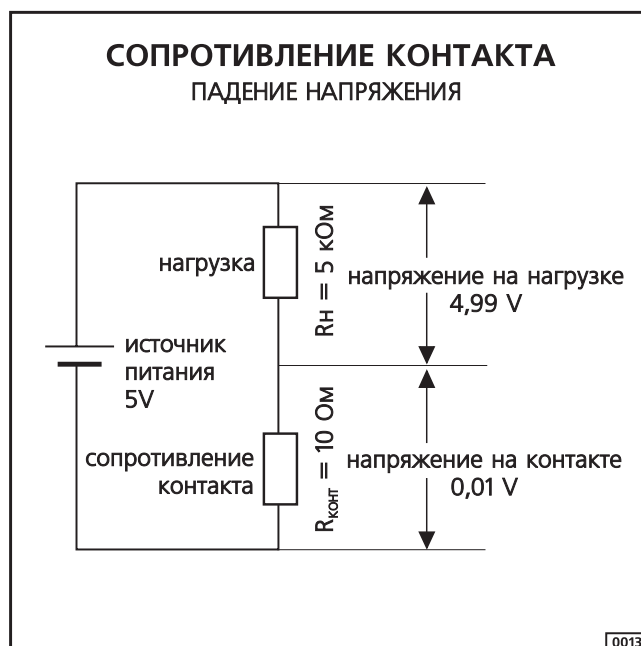 СОПРОТИВЛЕНИЕ КОНТАКТА
ПАДЕНИЕ НАПРЯЖЕНИЯ
нагрузка
Rн = 5 кОм
напряжение на нагрузке
4,99 V
источник
питания
5V
сопротивление
контакта
Rконт = 10 Ом
напряжение на контакте
0,01 V
0013